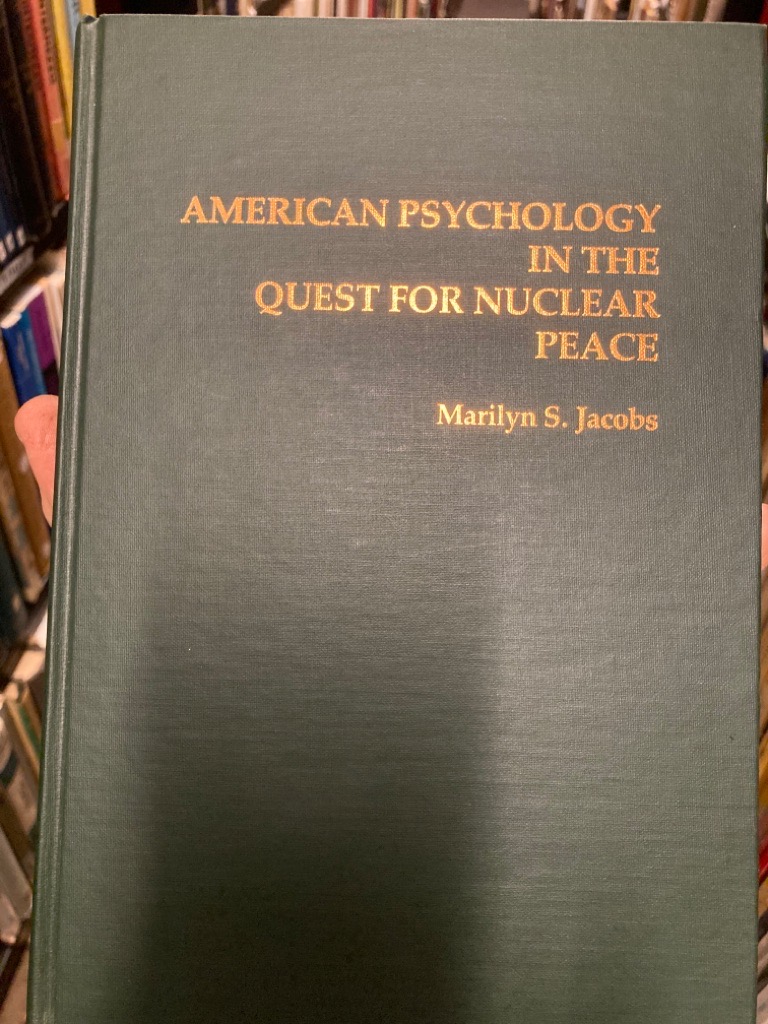 AMERICAN PSYCHOLOGY
IN THE
QUEST FOR NUCLEAR
PEACE
Marilyn S. Jacobs